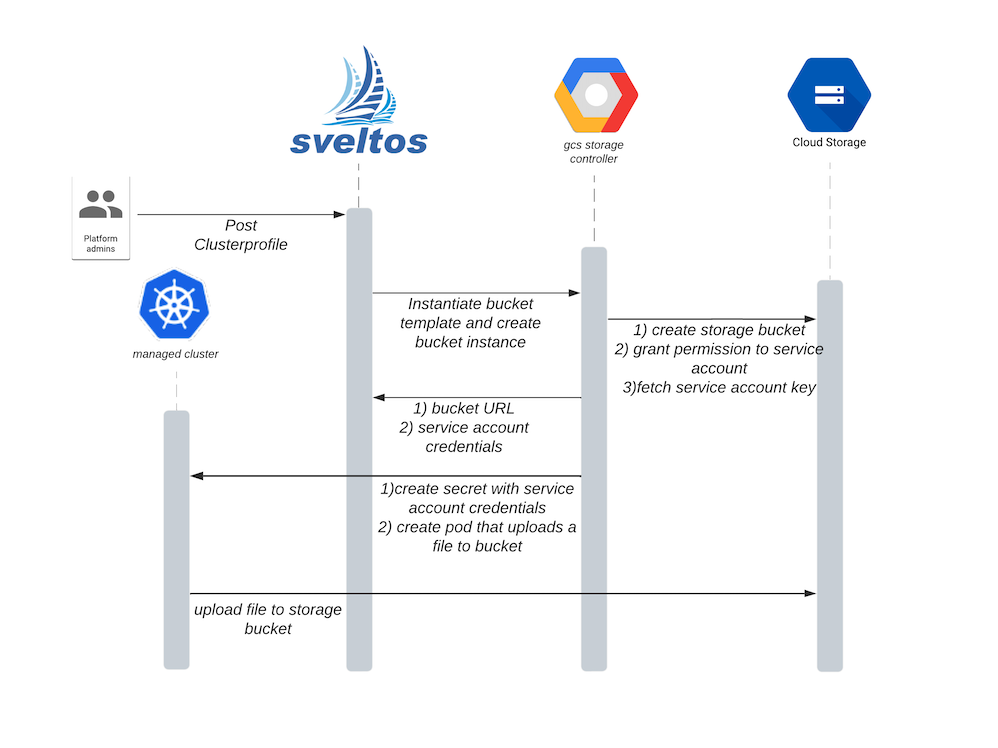 sveltos
gcs storage
controller
Cloud Storage
Platform
admins
Post
Clusterprofile
managed cluster
Instantiate bucket
template and create
bucket instance
1) create storage bucket
2) grant permission to service
account
3)fetch service account key
1) bucket URL
2) service account
credentials
1)create secret with service
account credentials
2) create pod that uploads a
file to bucket
upload file to storage
bucket